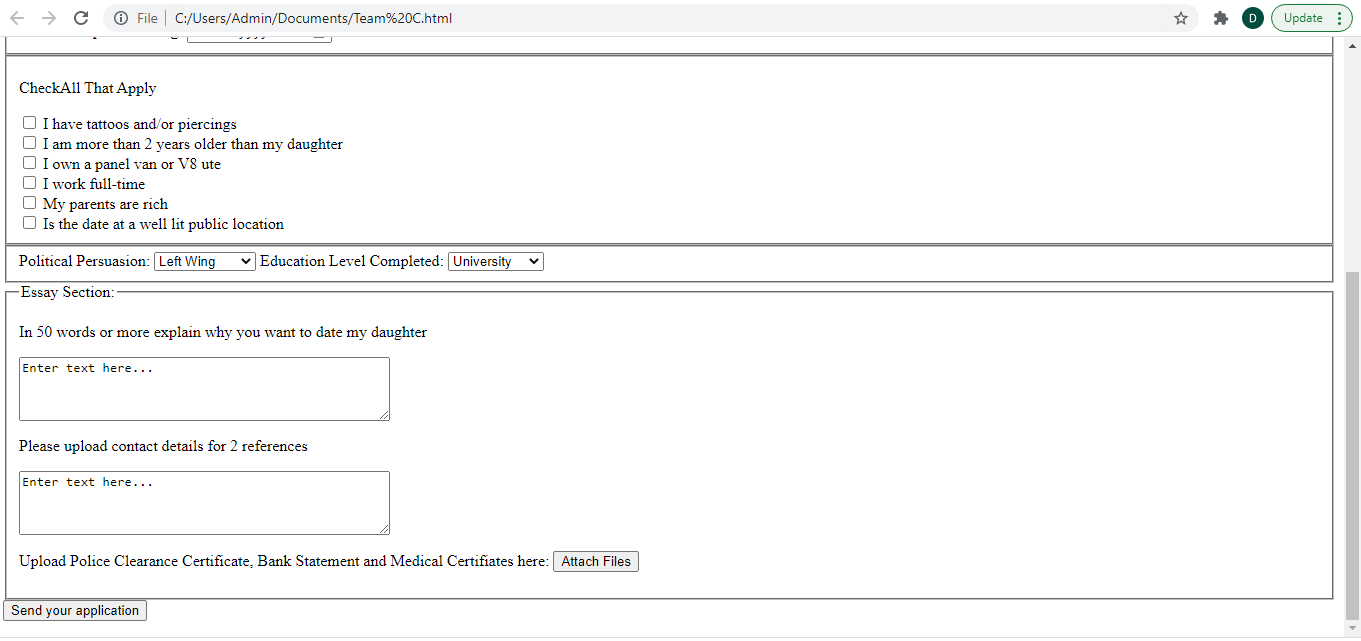 File C:/Users/Admin/Documents/Team%20C.html D Update
CheckAll That Apply
I have tattoos and/or piercings
I am more than 2 years older than my daughter
I own a panel van or V8 ute
I work full-time
My parents are rich
Is the date at a well lit public location
Political Persuasion: Left Wing Education Level Completed: University
Essay Section:
In 50 words or more explain why you want to date my daughter
Enter text here...
Please upload contact details for 2 references
Enter text here...
Upload Police Clearance Certificate, Bank Statement and Medical Certifiates here: Attach Files
Send your application